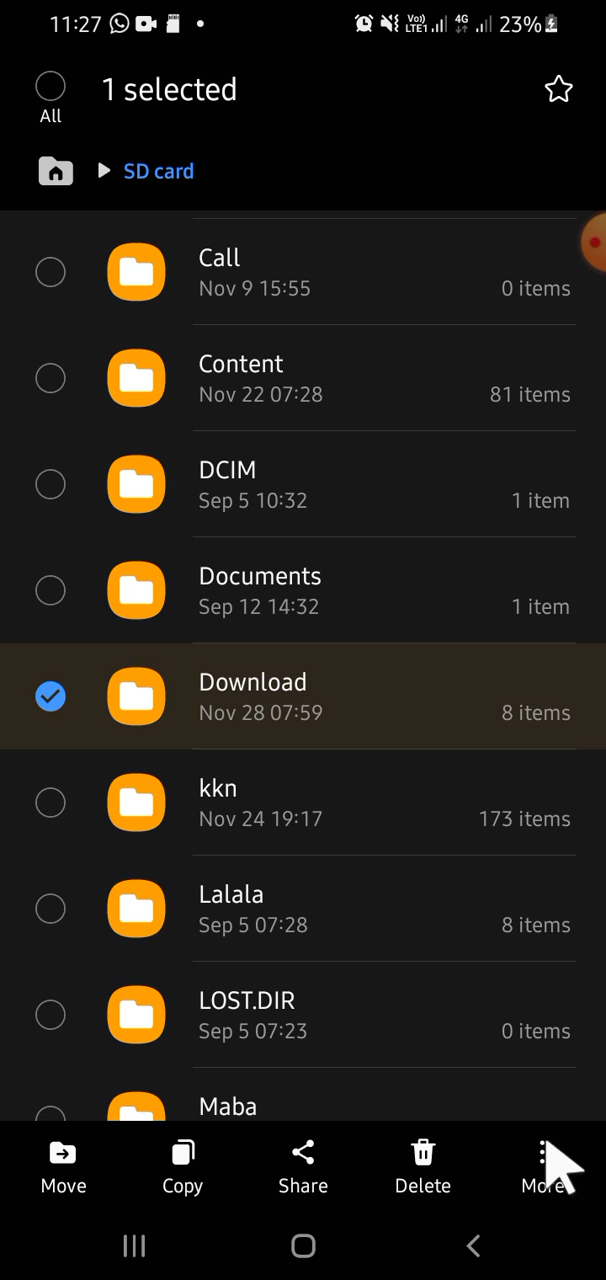 11:27 Vo)) LTE1 4G 23%
1 selected
All
SD card
Call
Nov 9 15:55 0 items
Content
Nov 22 07:28 81 items
DCIM
Sep 5 10:32 1 item
Documents
Sep 12 14:32 1 item
Download
Nov 28 07:59 8 items
kkn
Nov 24 19:17 173 items
Lalala
Sep 5 07:28 8 items
LOST.DIR
Sep 5 07:23 0 items
Maba
Move Copy Share Delete More